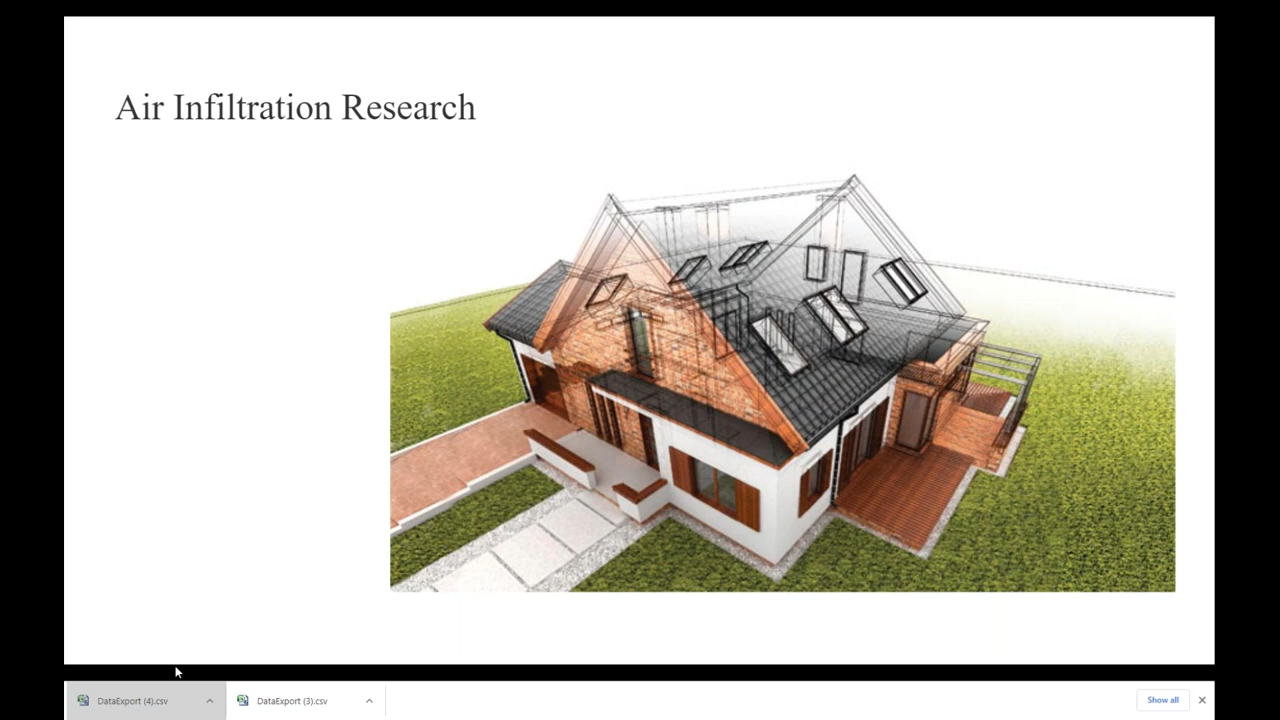 Air Infiltration Research
DataExport (4).csv
DataExport (3).csv
Show all